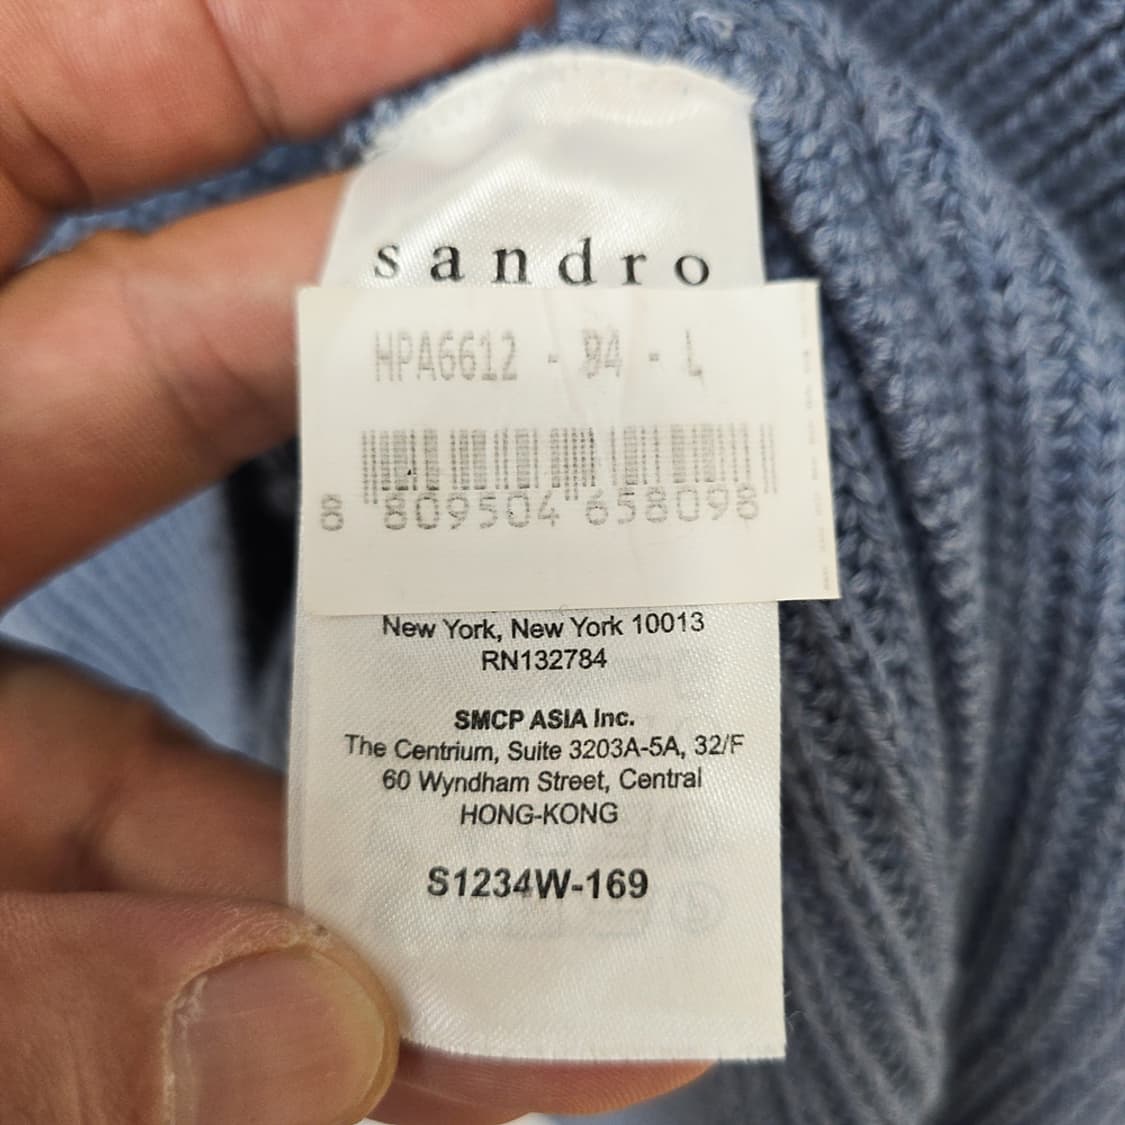 sandro
HPA6612 - B4 - L
8 809504 658098
New York, New York 10013
RN132784
SMCP ASIA Inc.
The Centrium, Suite 3203A-5A, 32/F
60 Wyndham Street, Central
HONG-KONG
S1234W-169